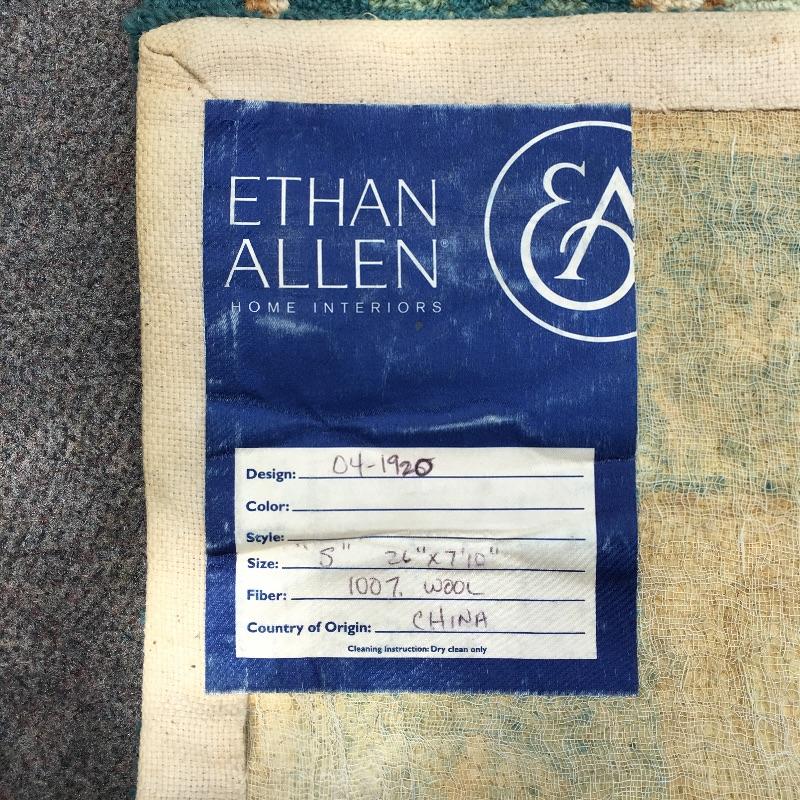 ETHAN
ALLEN®
HOME INTERIORS
EA
Design: 04-1920
Color:
Style:
Size: "S" 26"x7'10"
Fiber: 100%. WOOL
Country of Origin: CHINA
Cleaning instruction: Dry clean only